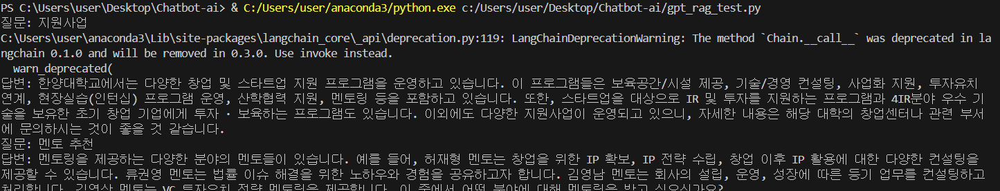 PS C:\Users\user\Desktop\Chatbot-ai> & C:/Users/user/anaconda3/python.exe c:/Users/user/Desktop/Chatbot-ai/gpt_rag_test.py
질문: 지원사업
C:\Users\user\anaconda3\Lib\site-packages\langchain_core\_api\deprecation.py:119: LangChainDeprecationWarning: The method `Chain.__call__` was deprecated in la
ngchain 0.1.0 and will be removed in 0.3.0. Use invoke instead.
  warn_deprecated(
답변: 한양대학교에서는 다양한 창업 및 스타트업 지원 프로그램을 운영하고 있습니다. 이 프로그램들은 보육공간/시설 제공, 기술/경영 컨설팅, 사업화 지원, 투자유치
연계, 현장실습(인턴십) 프로그램 운영, 산학협력 지원, 멘토링 등을 포함하고 있습니다. 또한, 스타트업을 대상으로 IR 및 투자를 지원하는 프로그램과 4IR분야 우수 기
술을 보유한 초기 창업 기업에게 투자 · 보육하는 프로그램도 있습니다. 이외에도 다양한 지원사업이 운영되고 있으니, 자세한 내용은 해당 대학의 창업센터나 관련 부서
에 문의하시는 것이 좋을 것 같습니다.
질문: 멘토 추천
답변: 멘토링을 제공하는 다양한 분야의 멘토들이 있습니다. 예를 들어, 허재형 멘토는 창업을 위한 IP 확보, IP 전략 수립, 창업 이후 IP 활용에 대한 다양한 컨설팅을
제공할 수 있습니다. 류권영 멘토는 법률 이슈 해결을 위한 노하우와 경험을 공유하고자 합니다. 김영남 멘토는 회사의 설립, 운영, 성장에 따른 등기 업무를 컨설팅하고
처리합니다. 김영상 멘토는 VC 투자유치 전략 멘토링을 제공합니다. 이 중에서 어떤 분야에 대해 멘토링을 받고 싶으신가요?